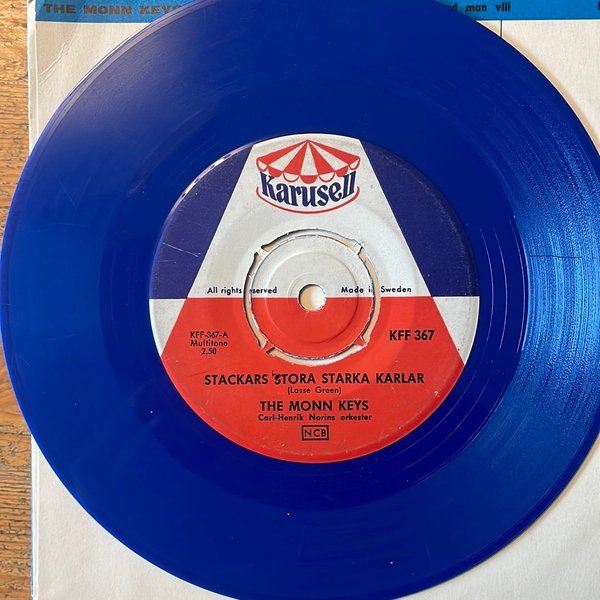 THE MONN KEYS
man vill
Karusell
All rights reserved
Made in Sweden
KFF-367-A
Multitone
2.50
KFF 367
STACKARS STORA STARKA KARLAR
(Lasse Green)
THE MONN KEYS
Carl-Henrik Norins orkester
NCB